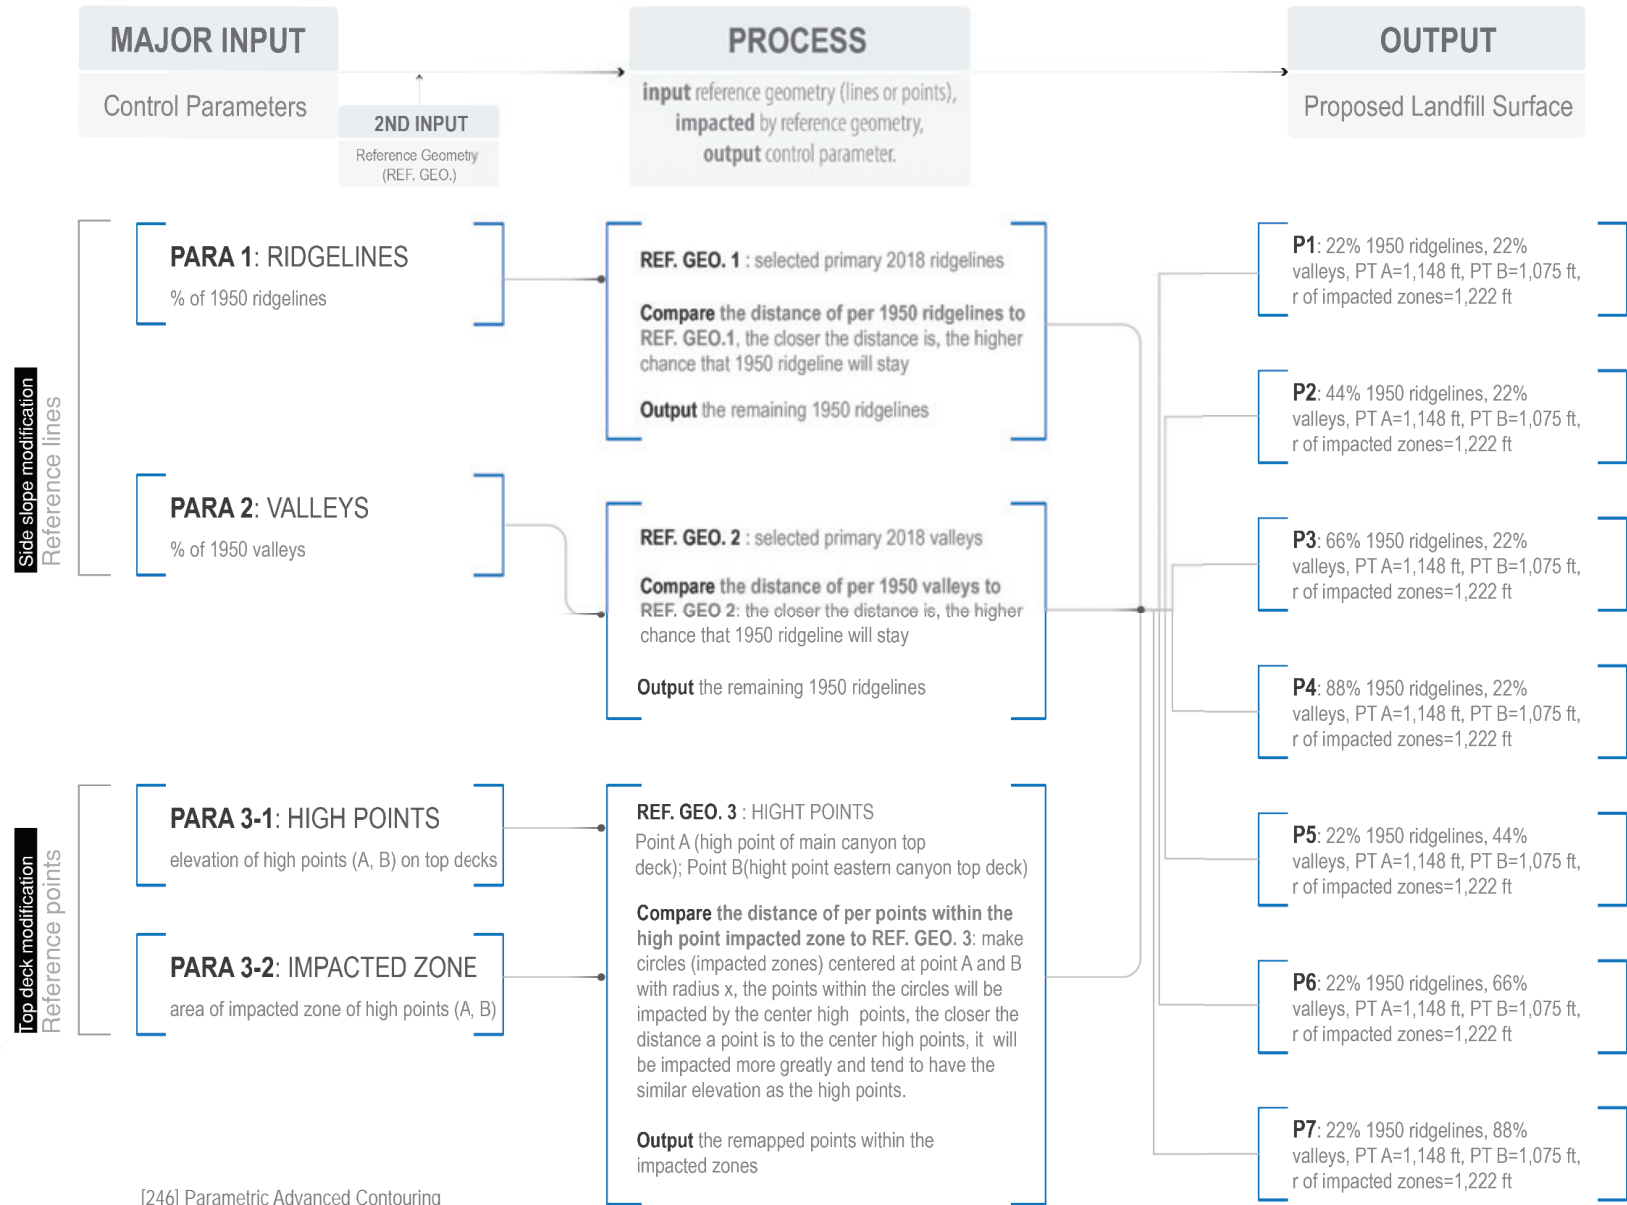 MAJOR INPUT
Control Parameters
2ND INPUT
Reference Geometry
(REF. GEO.)
PROCESS
input reference geometry (lines or points),
impacted by reference geometry,
output control parameter.
OUTPUT
Proposed Landfill Surface
Side slope modification
Reference lines
PARA 1: RIDGELINES
% of 1950 ridgelines
PARA 2: VALLEYS
% of 1950 valleys
Top deck modification
Reference points
PARA 3-1: HIGH POINTS
elevation of high points (A, B) on top decks
PARA 3-2: IMPACTED ZONE
area of impacted zone of high points (A, B)
REF. GEO. 1 : selected primary 2018 ridgelines
Compare the distance of per 1950 ridgelines to
REF. GEO.1, the closer the distance is, the higher
chance that 1950 ridgeline will stay
Output the remaining 1950 ridgelines
REF. GEO. 2 : selected primary 2018 valleys
Compare the distance of per 1950 valleys to
REF. GEO 2: the closer the distance is, the higher
chance that 1950 ridgeline will stay
Output the remaining 1950 ridgelines
REF. GEO. 3 : HIGHT POINTS
Point A (high point of main canyon top
deck); Point B(hight point eastern canyon top deck)
Compare the distance of per points within the
high point impacted zone to REF. GEO. 3: make
circles (impacted zones) centered at point A and B
with radius x, the points within the circles will be
impacted by the center high points, the closer the
distance a point is to the center high points, it will
be impacted more greatly and tend to have the
similar elevation as the high points.
Output the remapped points within the
impacted zones
P1: 22% 1950 ridgelines, 22%
valleys, PT A=1,148 ft, PT B=1,075 ft,
r of impacted zones=1,222 ft
P2: 44% 1950 ridgelines, 22%
valleys, PT A=1,148 ft, PT B=1,075 ft,
r of impacted zones=1,222 ft
P3: 66% 1950 ridgelines, 22%
valleys, PT A=1,148 ft, PT B=1,075 ft,
r of impacted zones=1,222 ft
P4: 88% 1950 ridgelines, 22%
valleys, PT A=1,148 ft, PT B=1,075 ft,
r of impacted zones=1,222 ft
P5: 22% 1950 ridgelines, 44%
valleys, PT A=1,148 ft, PT B=1,075 ft,
r of impacted zones=1,222 ft
P6: 22% 1950 ridgelines, 66%
valleys, PT A=1,148 ft, PT B=1,075 ft,
r of impacted zones=1,222 ft
P7: 22% 1950 ridgelines, 88%
valleys, PT A=1,148 ft, PT B=1,075 ft,
r of impacted zones=1,222 ft
[246] Parametric Advanced Contouring